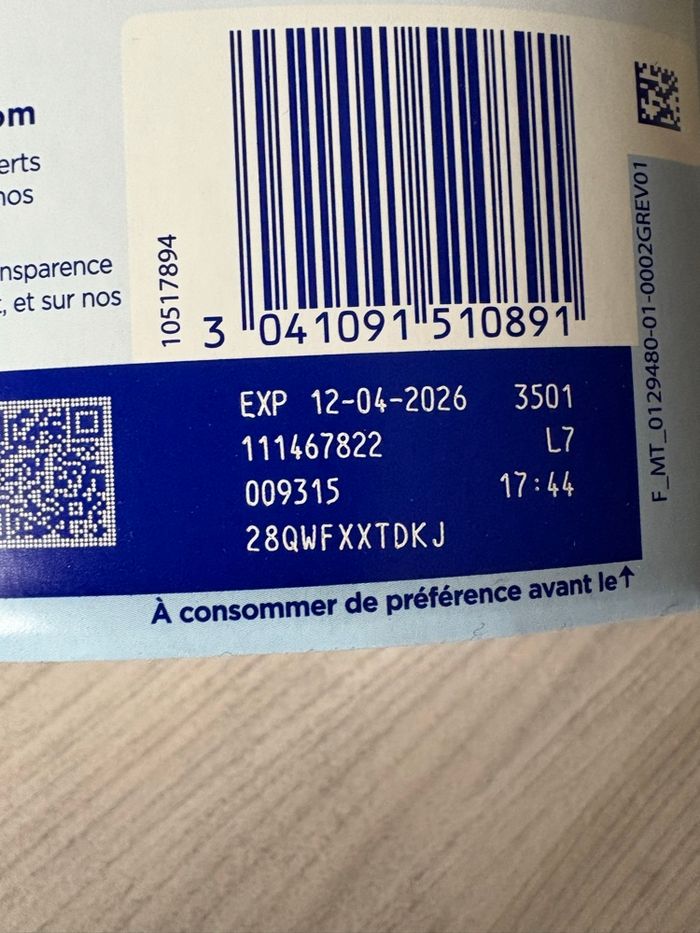 om
erts
nos
nsparence
, et sur nos
10517894
3 041091 510891
F_MT_0129480-01-0002GREV01
EXP 12-04-2026 3501
111467822 L7
009315 17:44
28QWFXXTDKJ
À consommer de préférence avant le↑